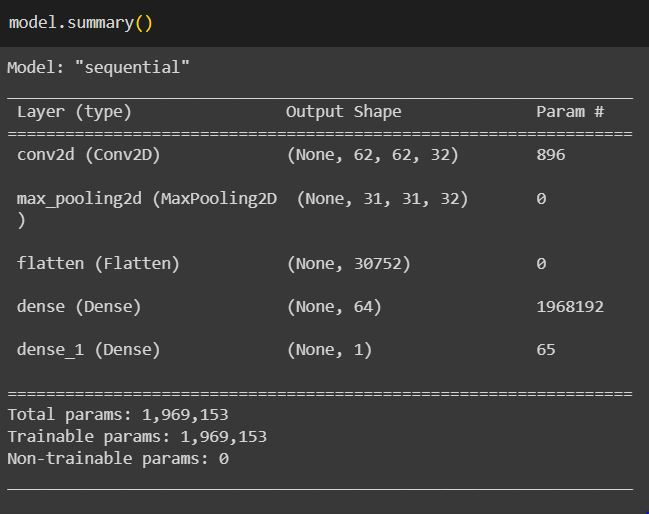 model.summary()
Model: "sequential"
_________________________________________________________________
Layer (type) Output Shape Param #
=================================================================
conv2d (Conv2D) (None, 62, 62, 32) 896
max_pooling2d (MaxPooling2D (None, 31, 31, 32) 0
)
flatten (Flatten) (None, 30752) 0
dense (Dense) (None, 64) 1968192
dense_1 (Dense) (None, 1) 65
=================================================================
Total params: 1,969,153
Trainable params: 1,969,153
Non-trainable params: 0
_________________________________________________________________